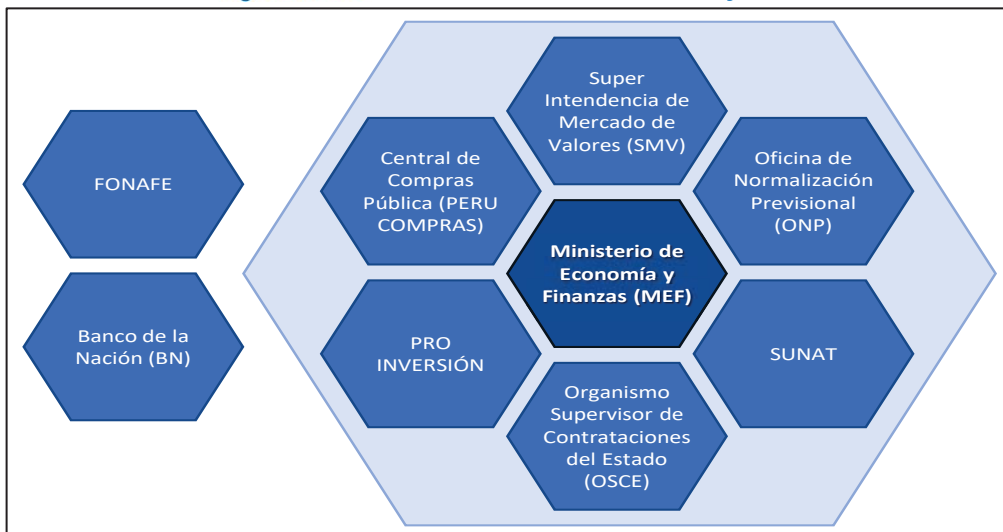 FONAFE
Banco de la
Nación (BN)
Super
Intendencia de
Mercado de
Valores (SMV)
Central de
Compras
Pública (PERU
COMPRAS)
Oficina de
Normalización
Previsional
(ONP)
Ministerio de
Economía y
Finanzas (MEF)
PRO
INVERSIÓN
SUNAT
Organismo
Supervisor de
Contrataciones
del Estado
(OSCE)